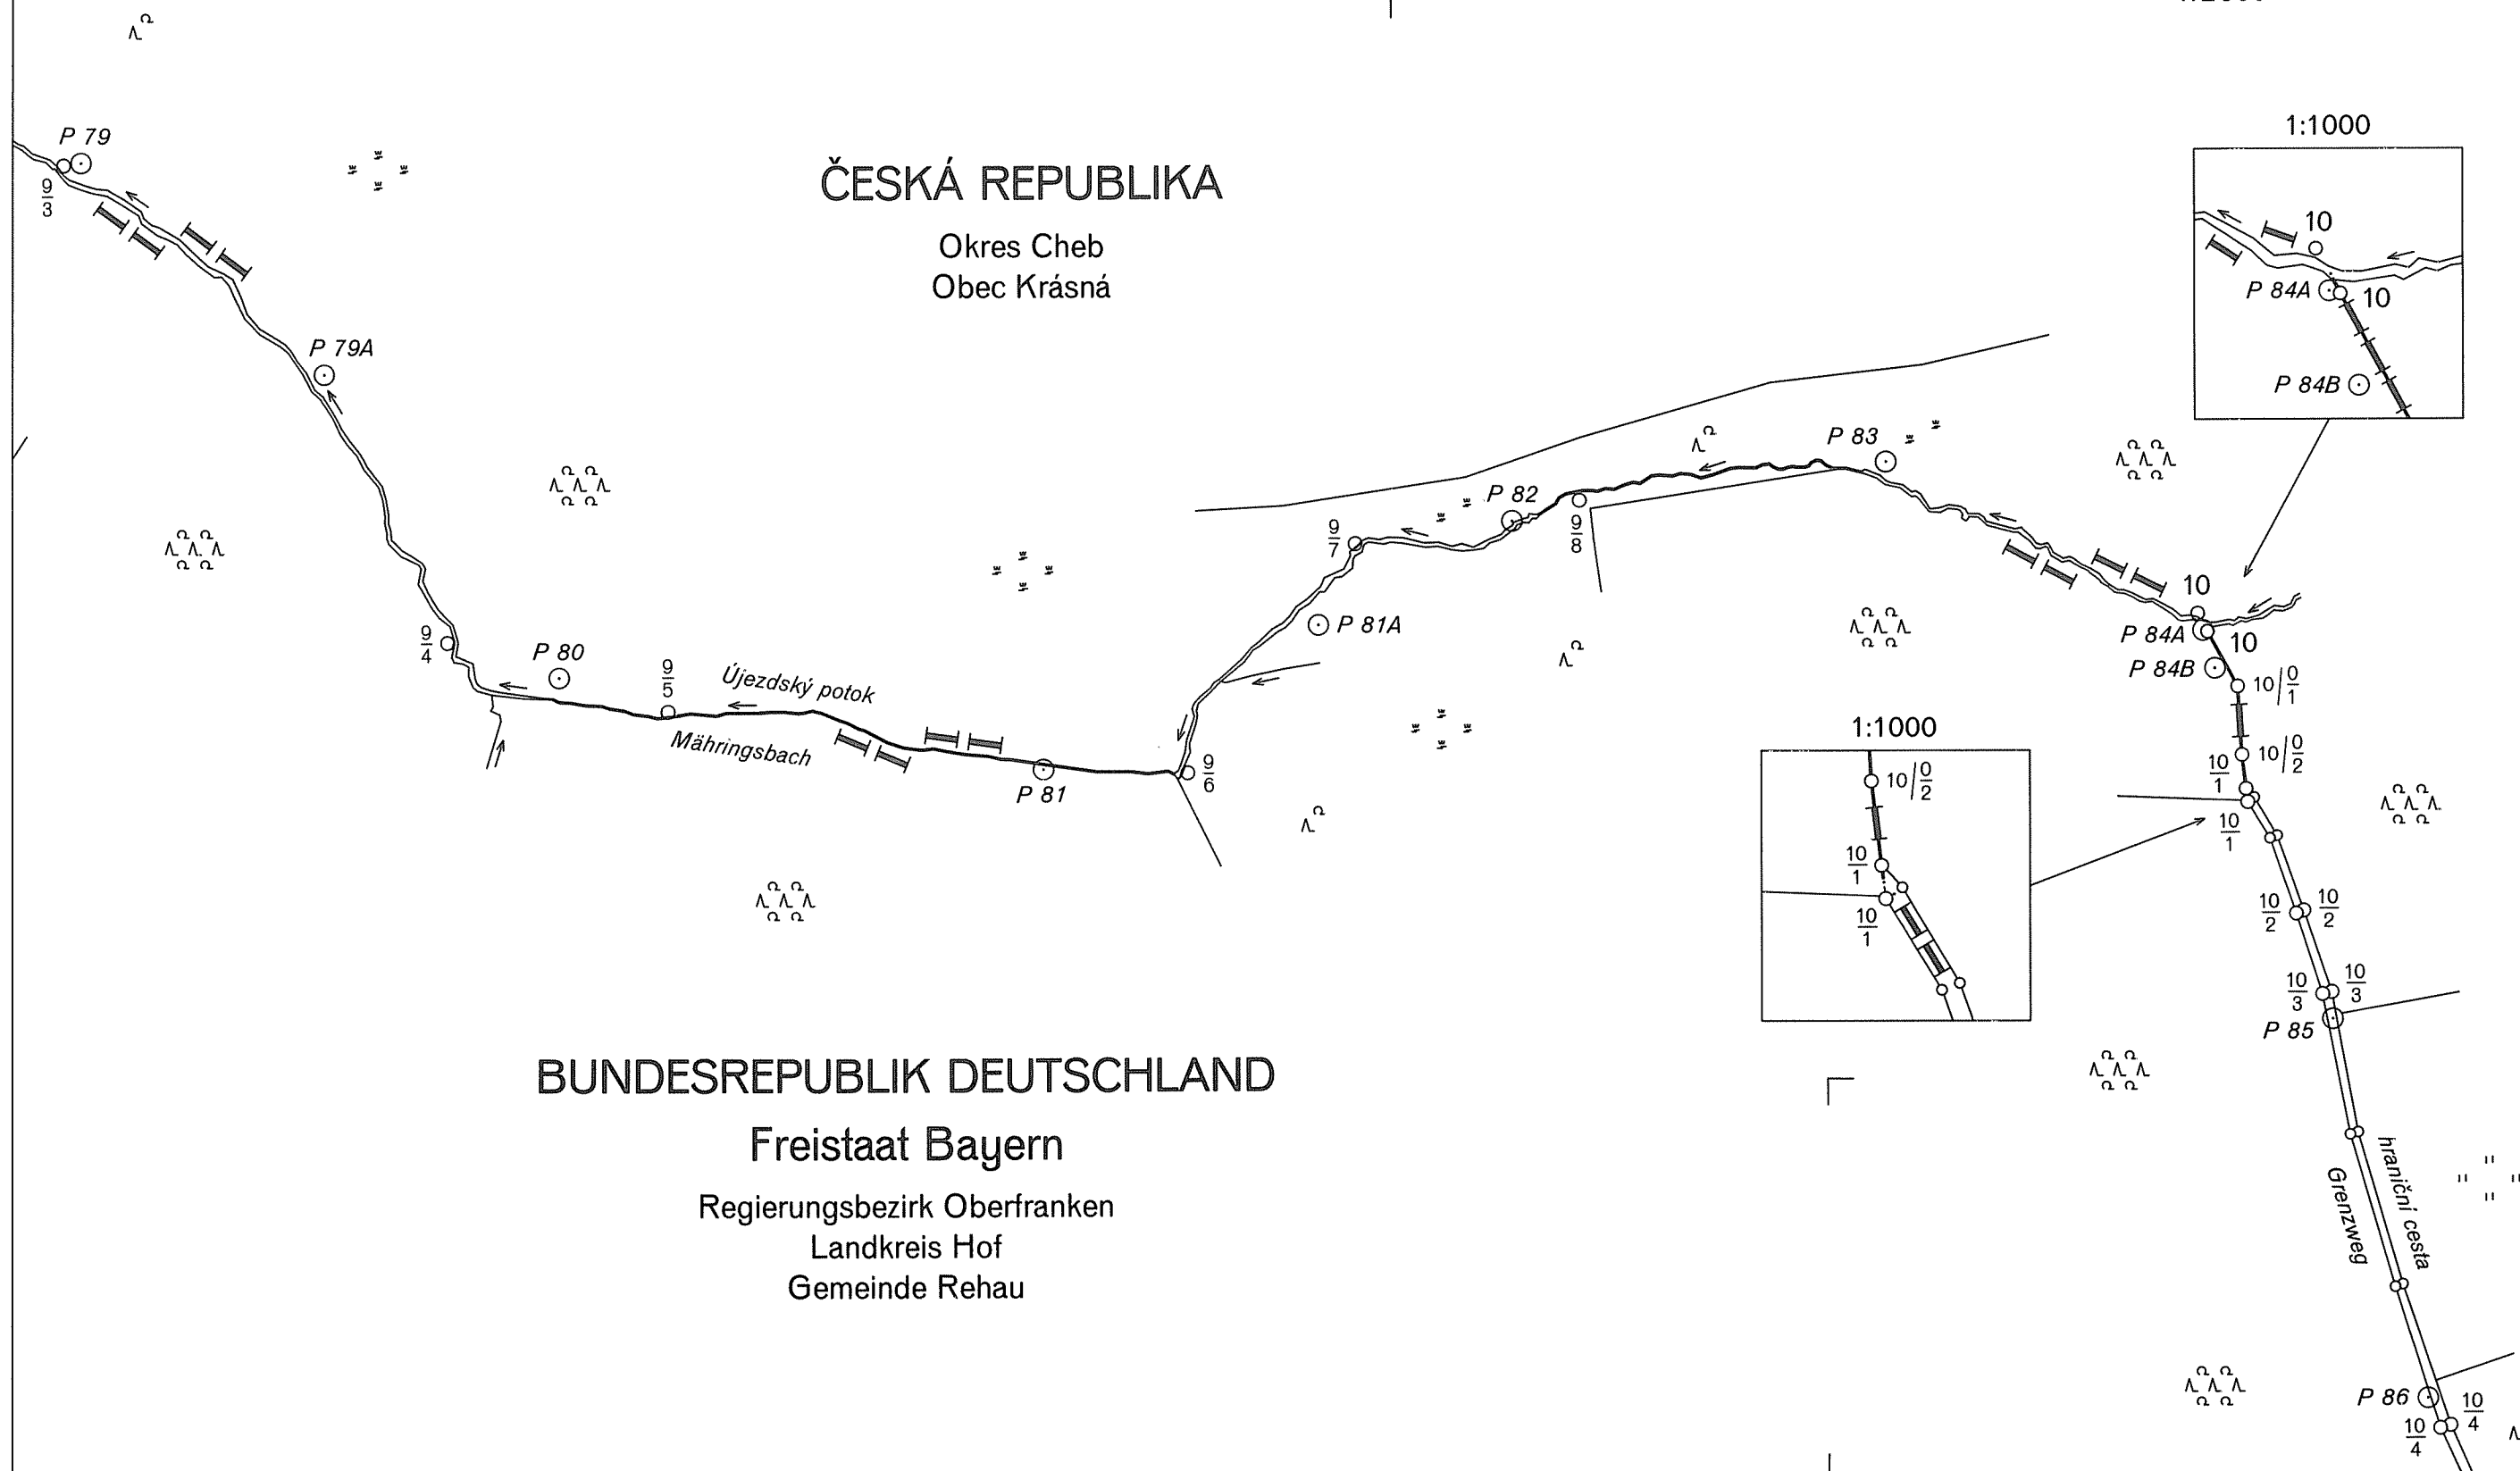 P 79
9
3
P 79A
ČESKÁ REPUBLIKA
Okres Cheb
Obec Krásná
1:1000
10
P 84A
10
P 84B
P 83
P 82
9
7
9
8
P 81A
9
4
P 80
9
5
Újezdský potok
Mähringsbach
P 81
9
6
10
P 84A
10
P 84B
10/0
1
10/0
2
10
1
10
1
1:1000
10/0
2
10
1
10
1
10
2
10
2
10
3
10
3
P 85
BUNDESREPUBLIK DEUTSCHLAND
Freistaat Bayern
Regierungsbezirk Oberfranken
Landkreis Hof
Gemeinde Rehau
hraniční cesta
Grenzweg
P 86
10
4
10
4